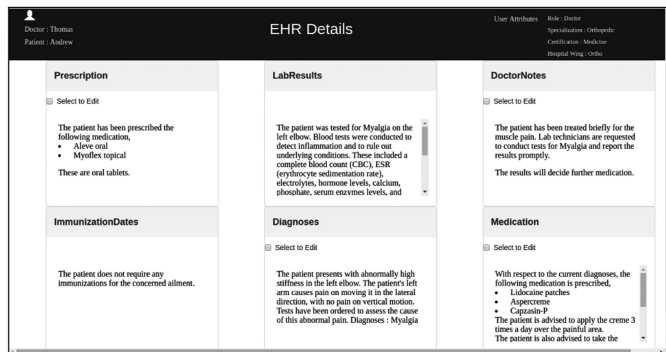 Doctor : Thomas
Patient : Andrew
EHR Details
User Attributes
Role : Doctor
Specialization : Orthopedic
Certification : Medicine
Hospital Wing : Ortho
Prescription
Select to Edit
The patient has been prescribed the
following medication,
• Aleve oral
• Myoflex topical
These are oral tablets.
LabResults
The patient was tested for Myalgia on the
left elbow. Blood tests were conducted to
detect inflammation and to rule out
underlying conditions. These included a
complete blood count (CBC), ESR
(erythrocyte sedimentation rate),
electrolytes, hormone levels, calcium,
phosphate, serum enzymes levels, and
DoctorNotes
Select to Edit
The patient has been treated briefly for the
muscle pain. Lab technicians are requested
to conduct tests for Myalgia and report the
results promptly.
The results will decide further medication.
ImmunizationDates
The patient does not require any
immunizations for the concerned ailment.
Diagnoses
Select to Edit
The patient presents with abnormally high
stiffness in the left elbow. The patient's left
arm causes pain on moving it in the lateral
direction, with no pain on vertical motion.
Tests have been ordered to assess the cause
of this abnormal pain. Diagnoses : Myalgia
Medication
Select to Edit
With respect to the current diagnoses, the
following medication is prescribed,
• Lidocaine patches
• Aspercreme
• Capzasin-P
The patient is advised to apply the creme 3
times a day over the painful area.
The patient is also advised to take the